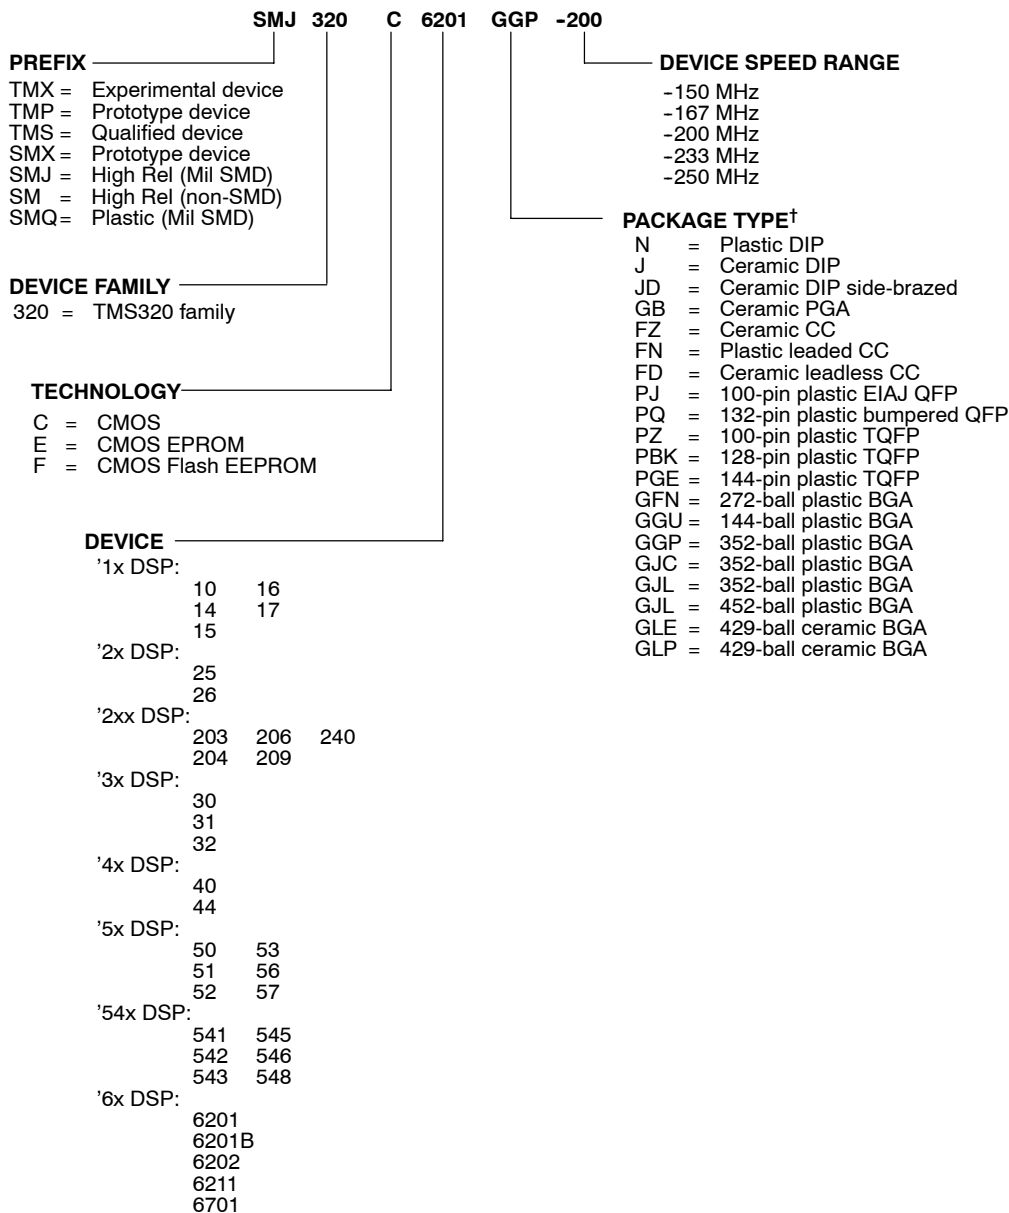 SMJ 320 C 6201 GGP -200
PREFIX
TMX = Experimental device
TMP = Prototype device
TMS = Qualified device
SMX = Prototype device
SMJ = High Rel (Mil SMD)
SM = High Rel (non-SMD)
SMQ= Plastic (Mil SMD)
DEVICE FAMILY
320 = TMS320 family
TECHNOLOGY
C = CMOS
E = CMOS EPROM
F = CMOS Flash EEPROM
DEVICE
'1x DSP:
10 16
14 17
15
'2x DSP:
25
26
'2xx DSP:
203 206 240
204 209
'3x DSP:
30
31
32
'4x DSP:
40
44
'5x DSP:
50 53
51 56
52 57
'54x DSP:
541 545
542 546
543 548
'6x DSP:
6201
6201B
6202
6211
6701
DEVICE SPEED RANGE
-150 MHz
-167 MHz
-200 MHz
-233 MHz
-250 MHz
PACKAGE TYPE†
N = Plastic DIP
J = Ceramic DIP
JD = Ceramic DIP side-brazed
GB = Ceramic PGA
FZ = Ceramic CC
FN = Plastic leaded CC
FD = Ceramic leadless CC
PJ = 100-pin plastic EIAJ QFP
PQ = 132-pin plastic bumpered QFP
PZ = 100-pin plastic TQFP
PBK = 128-pin plastic TQFP
PGE = 144-pin plastic TQFP
GFN = 272-ball plastic BGA
GGU = 144-ball plastic BGA
GGP = 352-ball plastic BGA
GJC = 352-ball plastic BGA
GJL = 352-ball plastic BGA
GJL = 452-ball plastic BGA
GLE = 429-ball ceramic BGA
GLP = 429-ball ceramic BGA